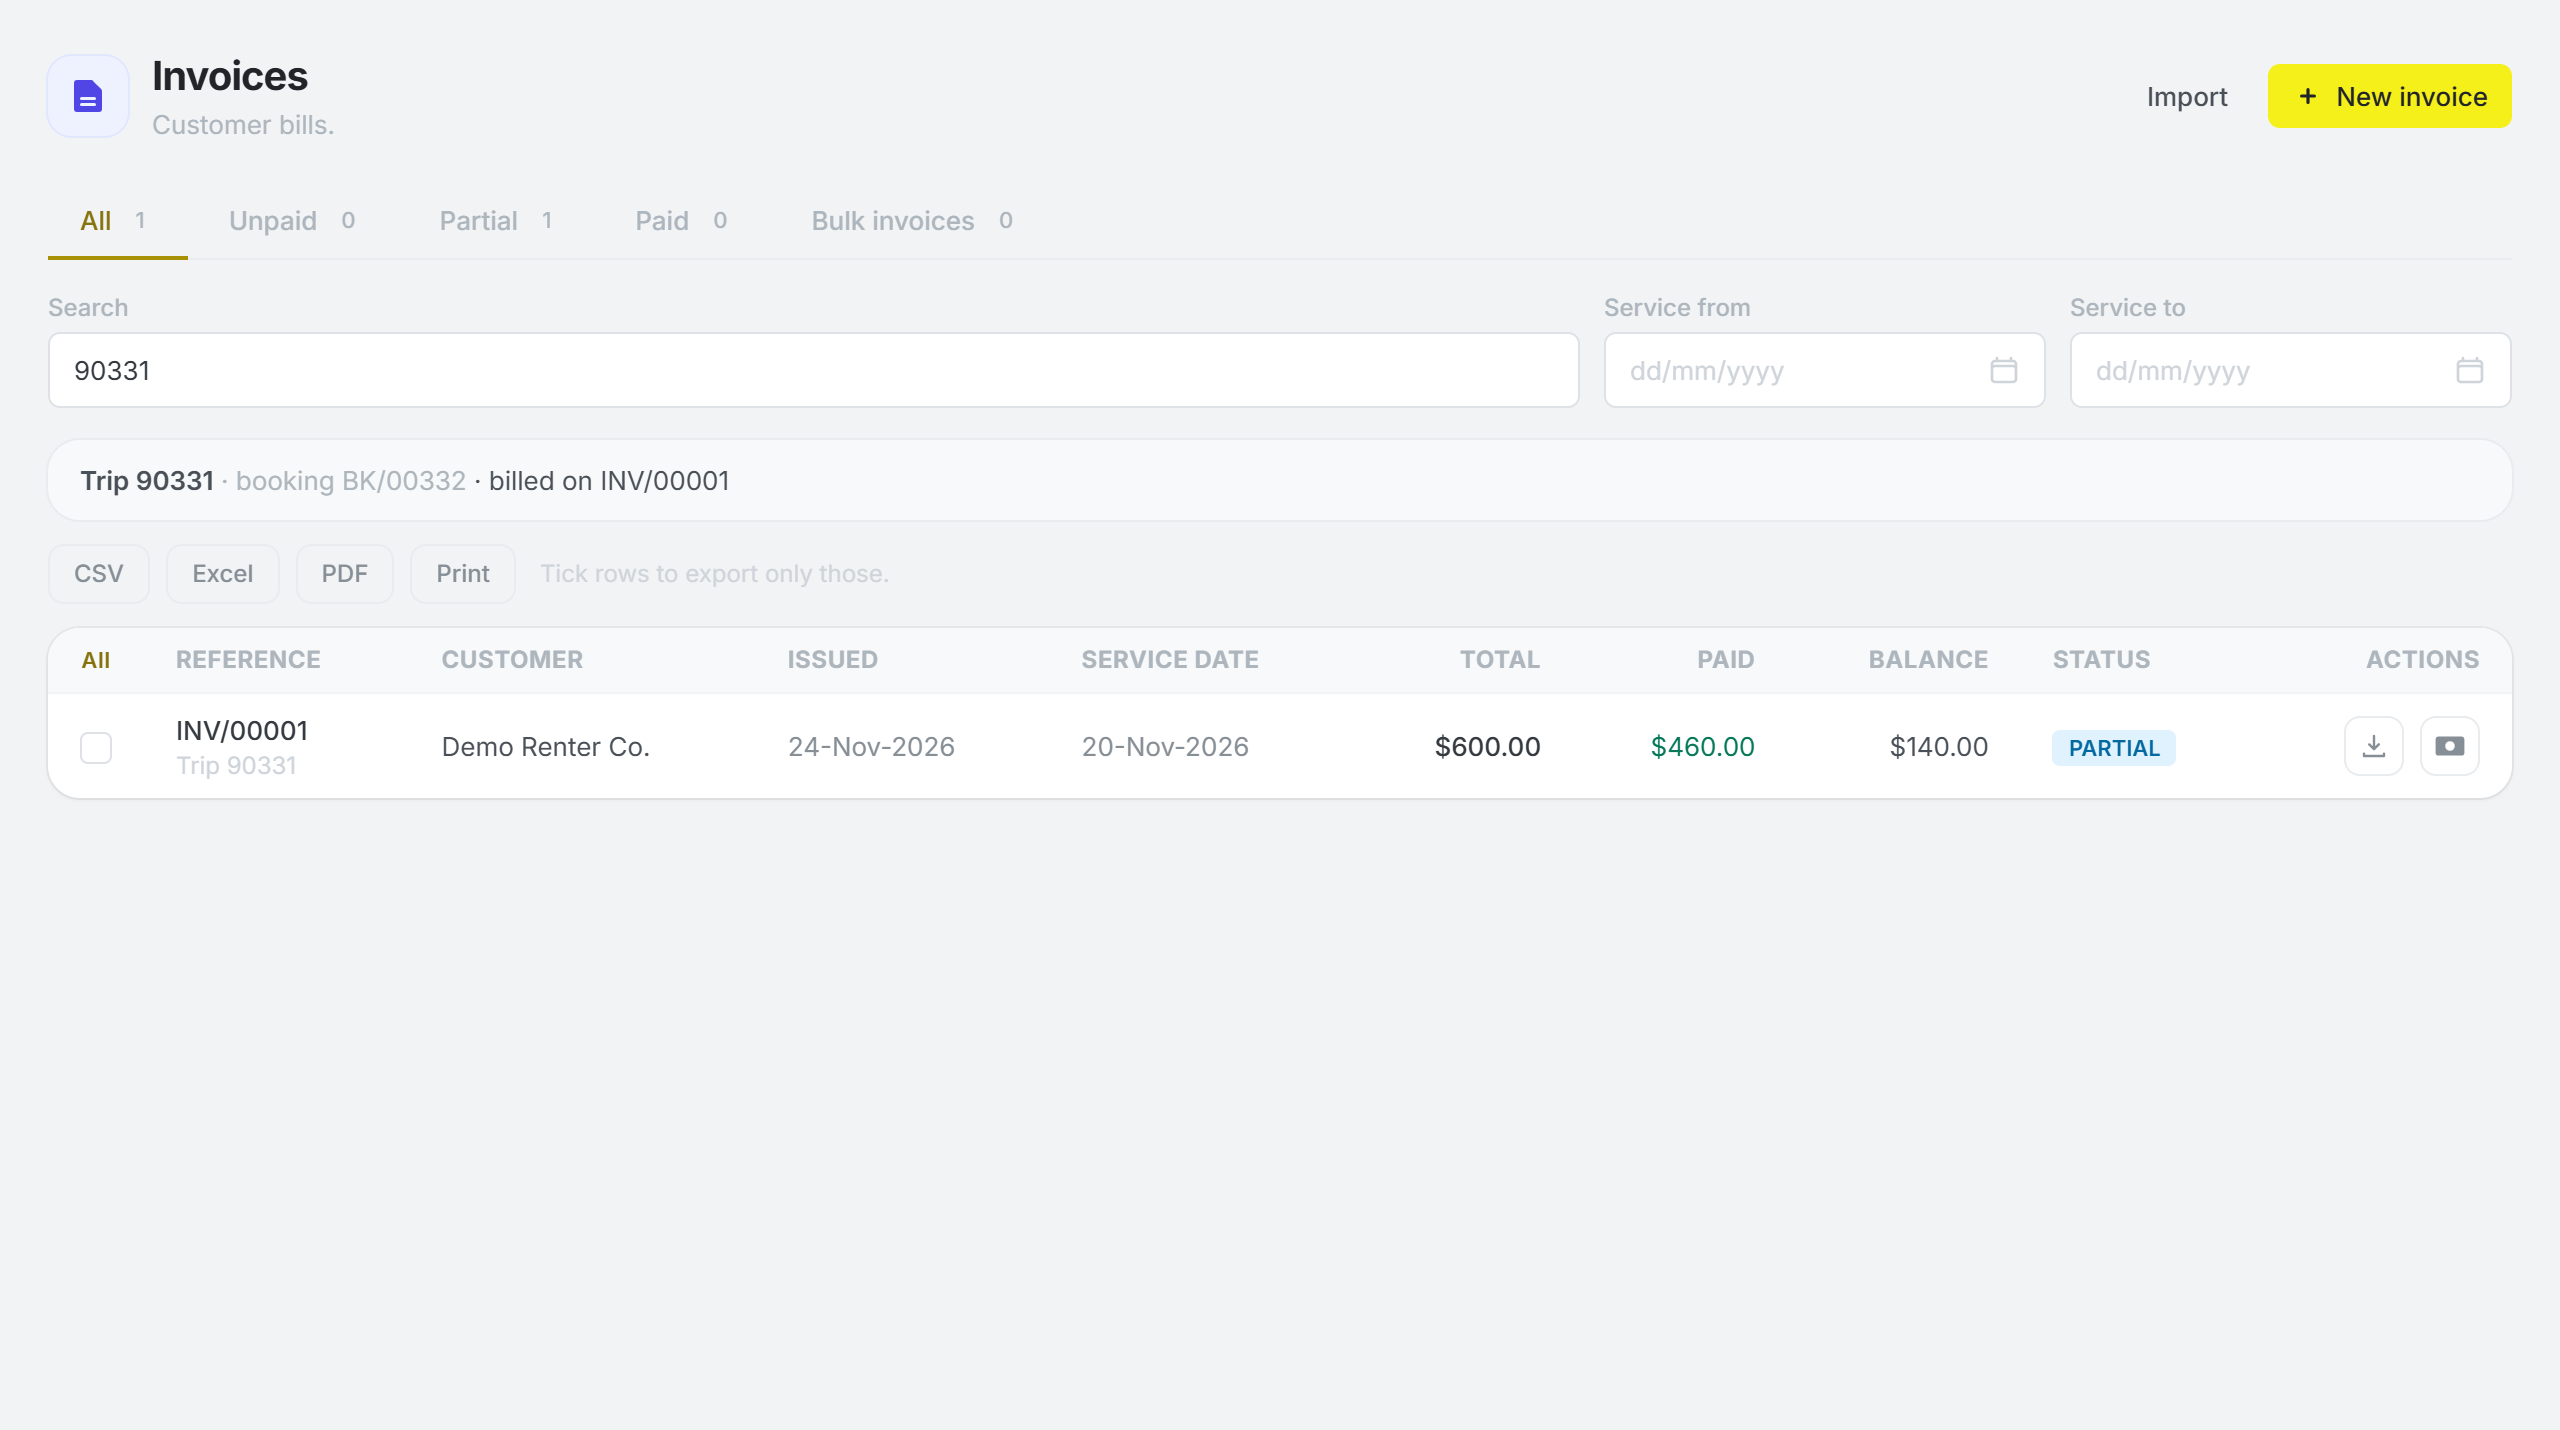 Invoices
Customer bills.
Import
+ New invoice
All 1 Unpaid 0 Partial 1 Paid 0 Bulk invoices 0
Search Service from Service to
90331 dd/mm/yyyy dd/mm/yyyy
Trip 90331 · booking BK/00332 · billed on INV/00001
CSV Excel PDF Print Tick rows to export only those.
All REFERENCE CUSTOMER ISSUED SERVICE DATE TOTAL PAID BALANCE STATUS ACTIONS
INV/00001 Demo Renter Co. 24-Nov-2026 20-Nov-2026 $600.00 $460.00 $140.00 PARTIAL
Trip 90331